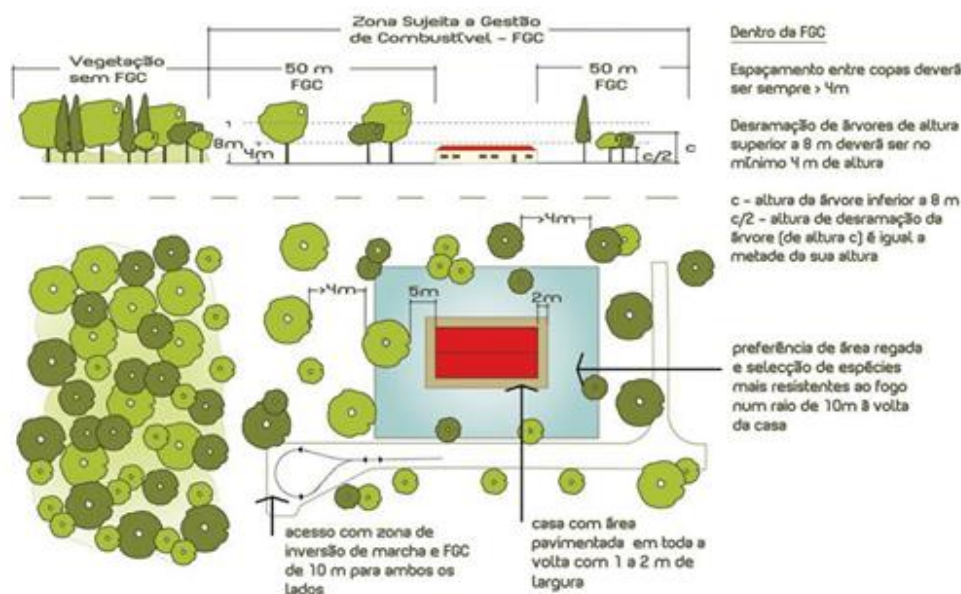 Zona Sujeita a Gestão
de Combustível - FGC
Vegetação
sem FGC
50 m
FGC
50 m
FGC
8m
4m
c/2
c
Dentro da FGC
Espaçamento entre copas deverá
ser sempre > 4m
Desramação de árvores de altura
superior a 8 m deverá ser no
mínimo 4 m de altura
c - altura da árvore inferior a 8 m
c/2 - altura de desramação da
árvore (de altura c) é igual a
metade da sua altura
>4m
>4m
5m
2m
preferência de área regada
e selecção de espécies
mais resistentes ao fogo
num raio de 10m à volta
da casa
acesso com zona de
inversão de marcha e FGC
de 10 m para ambos os
lados
casa com área
pavimentada em toda a
volta com 1 a 2 m de
largura